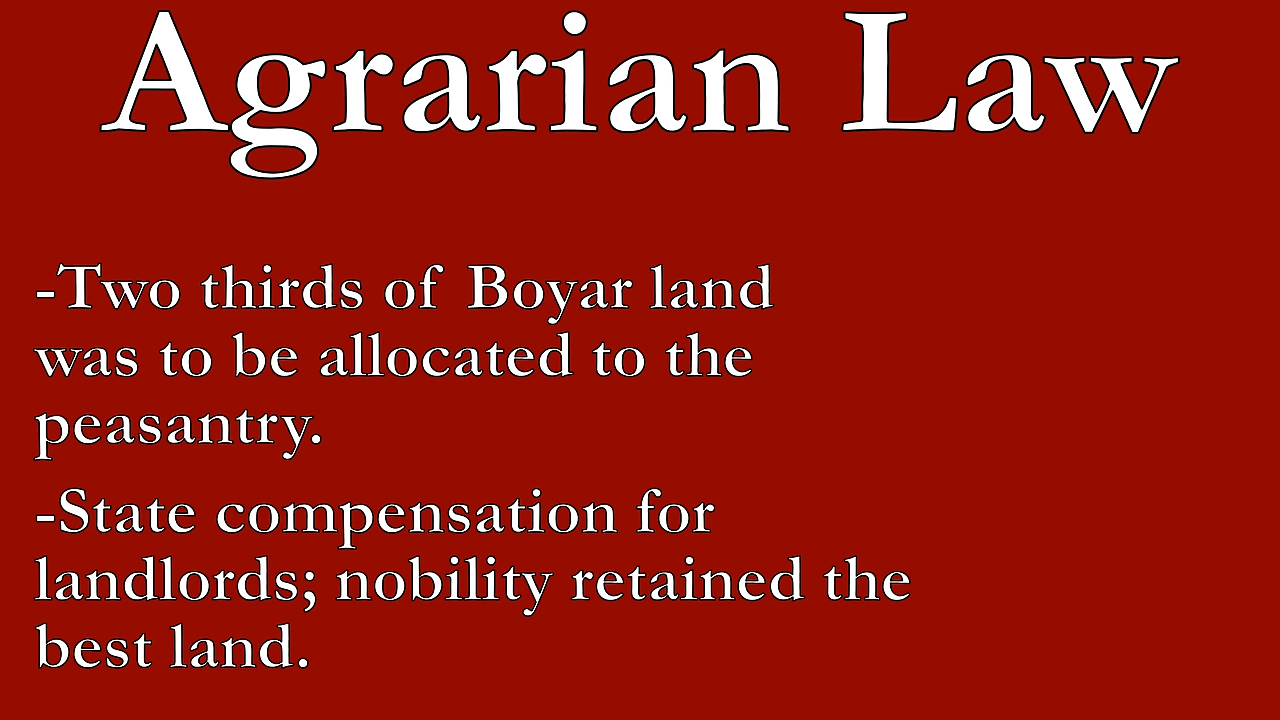 Agrarian Law
-Two thirds of Boyar land
was to be allocated to the
peasantry.
-State compensation for
landlords; nobility retained the
best land.